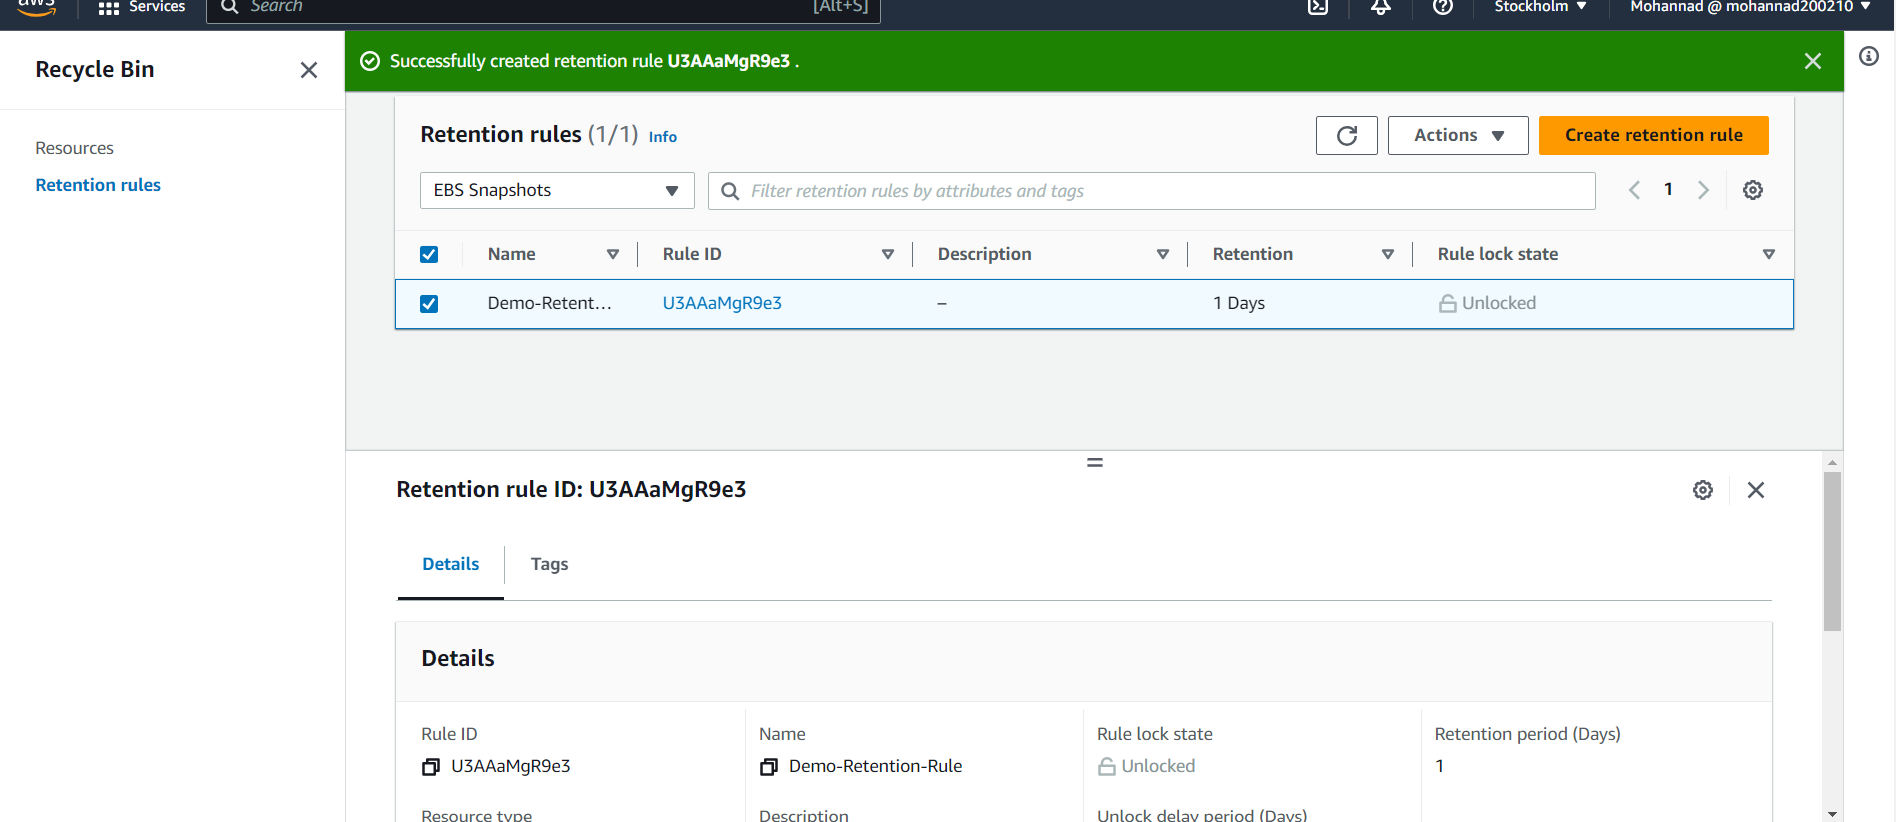 aws
Services
Search
[Alt+S]
Stockholm
Mohannad @ mohannad200210
Recycle Bin
Resources
Retention rules
Successfully created retention rule U3AAaMgR9e3 .
Retention rules (1/1) Info
Actions
Create retention rule
EBS Snapshots
Filter retention rules by attributes and tags
1
Name
Rule ID
Description
Retention
Rule lock state
Demo-Retent...
U3AAaMgR9e3
–
1 Days
Unlocked
Retention rule ID: U3AAaMgR9e3
Details
Tags
Details
Rule ID
U3AAaMgR9e3
Name
Demo-Retention-Rule
Rule lock state
Unlocked
Retention period (Days)
1
Resource type
Description
Unlock delay period (Days)